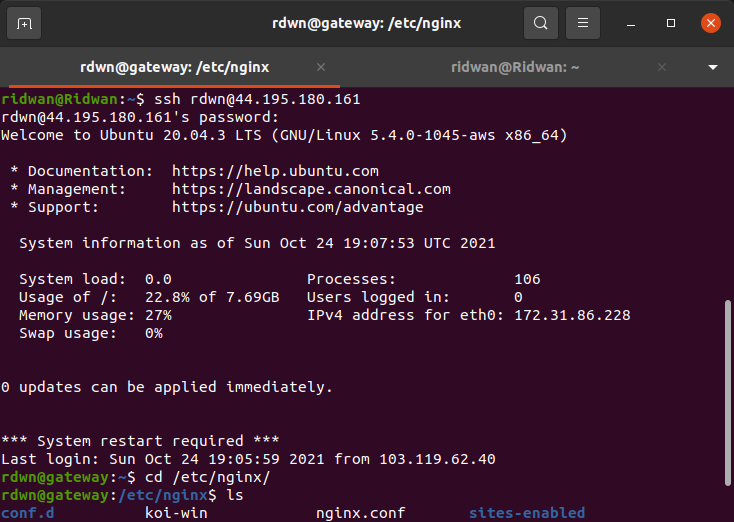 rdwn@gateway: /etc/nginx
rdwn@gateway: /etc/nginx ridwan@Ridwan: ~
ridwan@Ridwan:~$ ssh rdwn@44.195.180.161
rdwn@44.195.180.161's password:
Welcome to Ubuntu 20.04.3 LTS (GNU/Linux 5.4.0-1045-aws x86_64)
* Documentation: https://help.ubuntu.com
* Management: https://landscape.canonical.com
* Support: https://ubuntu.com/advantage
System information as of Sun Oct 24 19:07:53 UTC 2021
System load: 0.0 Processes: 106
Usage of /: 22.8% of 7.69GB Users logged in: 0
Memory usage: 27% IPv4 address for eth0: 172.31.86.228
Swap usage: 0%
0 updates can be applied immediately.
*** System restart required ***
Last login: Sun Oct 24 19:05:59 2021 from 103.119.62.40
rdwn@gateway:~$ cd /etc/nginx/
rdwn@gateway:/etc/nginx$ ls
conf.d koi-win nginx.conf sites-enabled